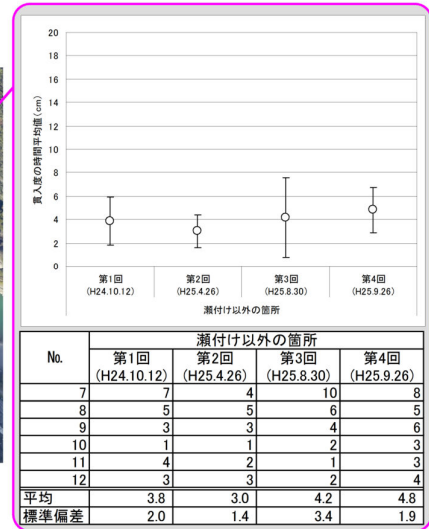 20
18
16
14
12
10
8
6
4
2
0
貫入度の時間平均値(cm)
第1回 第2回 第3回 第4回
(H24.10.12) (H25.4.26) (H25.8.30) (H25.9.26)
瀬付け以外の箇所
No. 瀬付け以外の箇所
第1回 第2回 第3回 第4回
(H24.10.12) (H25.4.26) (H25.8.30) (H25.9.26)
7 7 4 10 8
8 5 5 6 5
9 3 3 4 6
10 1 1 2 3
11 4 2 1 3
12 3 3 2 4
平均 3.8 3.0 4.2 4.8
標準偏差 2.0 1.4 3.4 1.9